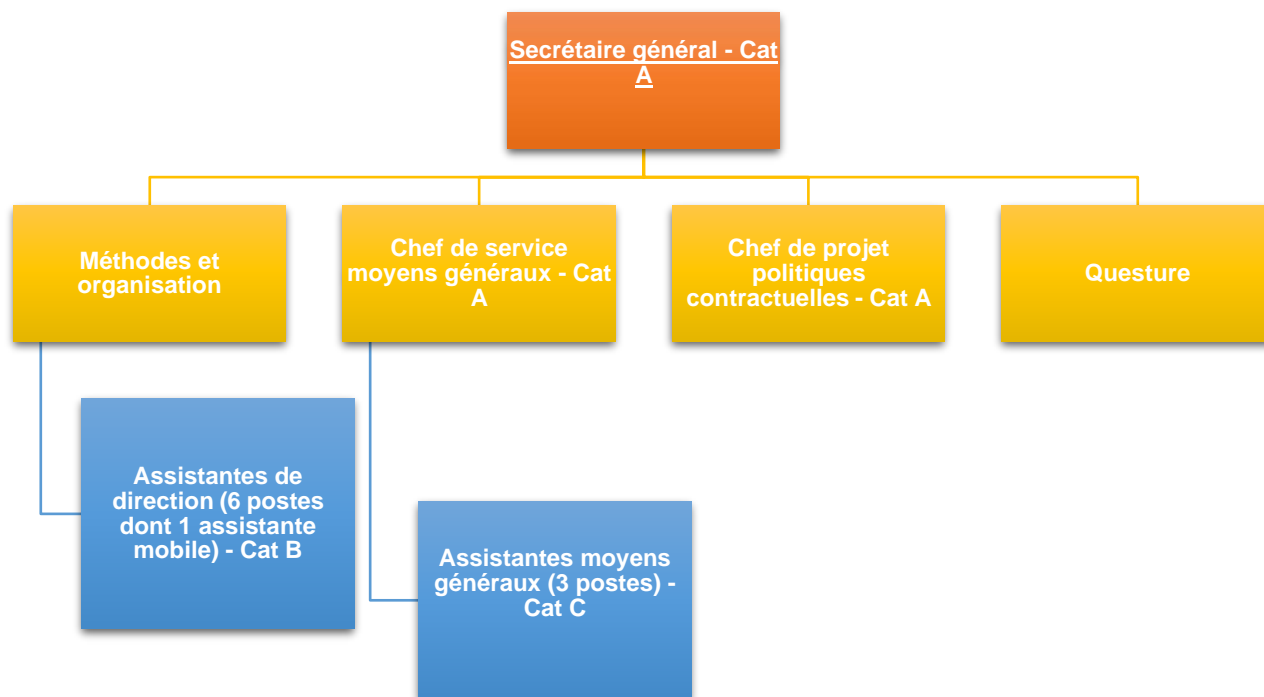 Secrétaire général - Cat
A
Méthodes et
organisation
Chef de service
moyens généraux - Cat
A
Chef de projet
politiques
contractuelles - Cat A
Questure
Assistantes de
direction (6 postes
dont 1 assistante
mobile) - Cat B
Assistantes moyens
généraux (3 postes) -
Cat C